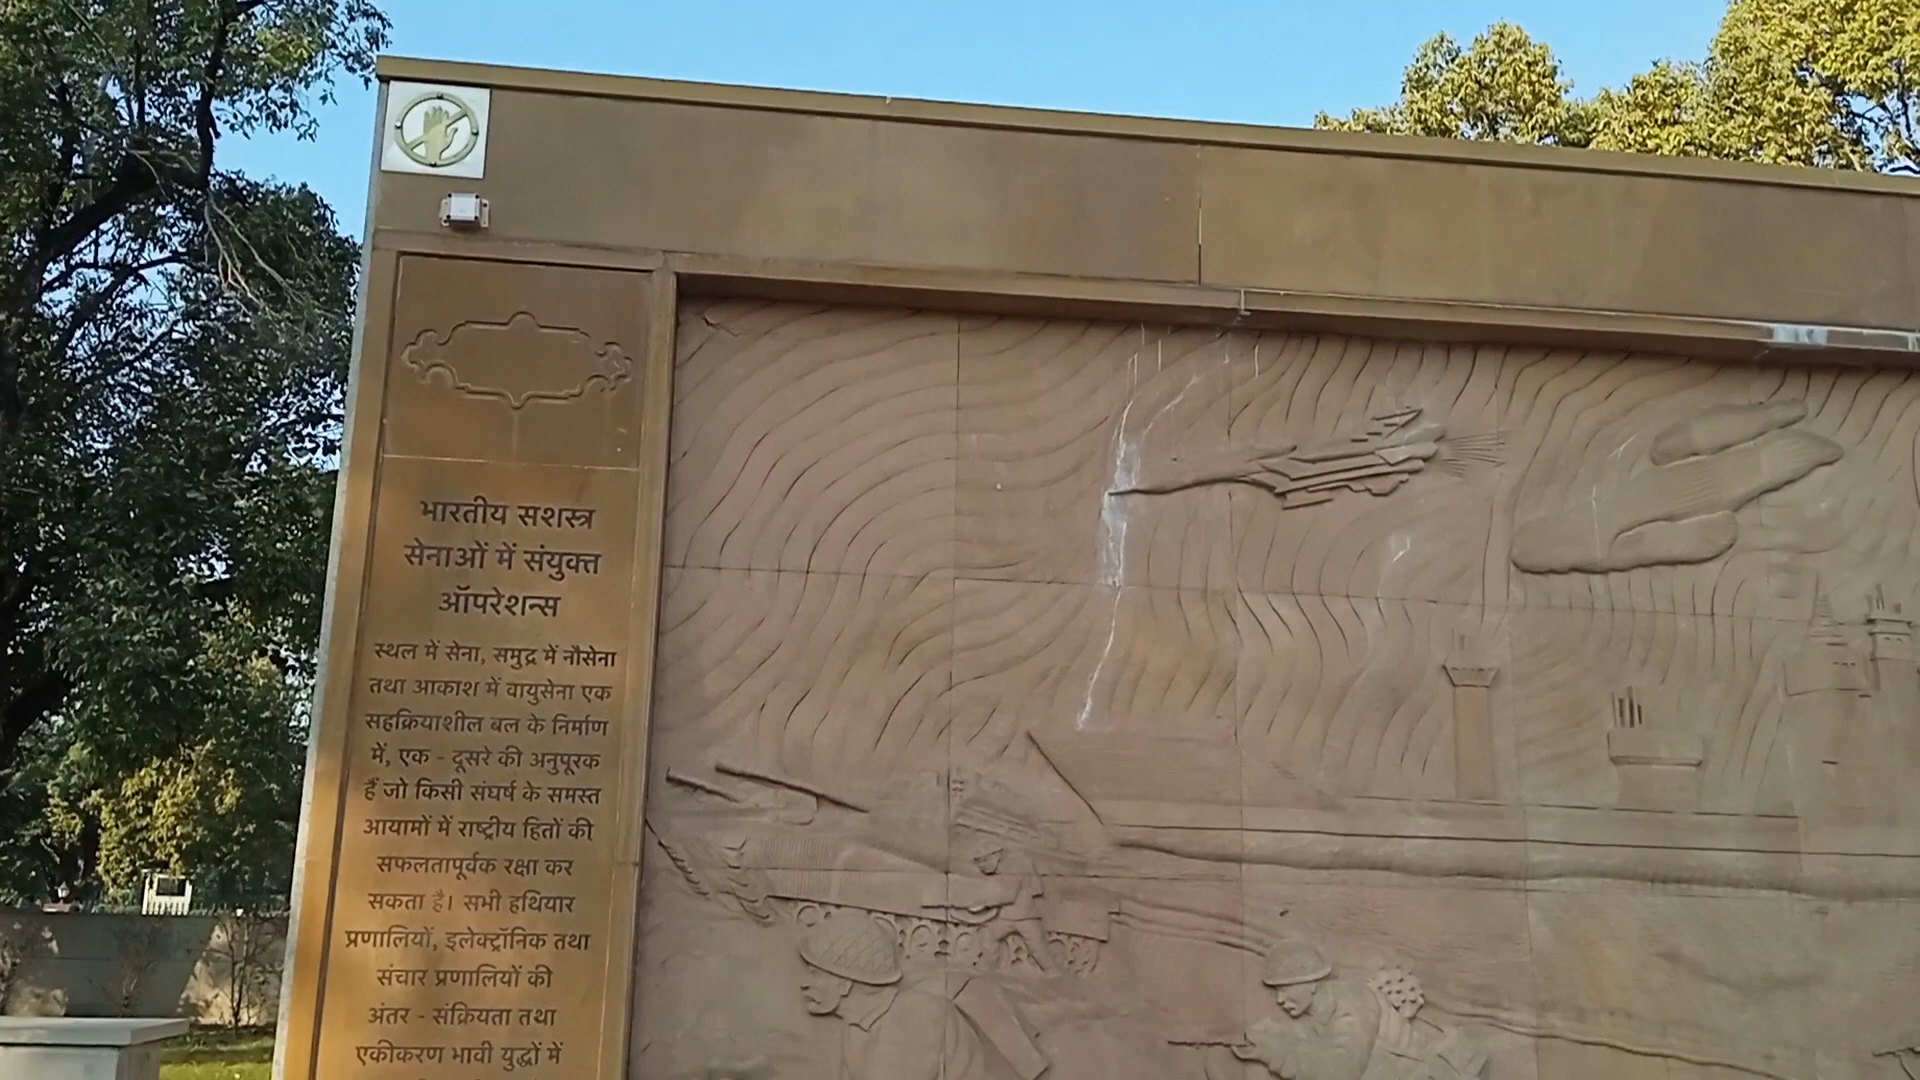 भारतीय सशस्त्र
सेनाओं में संयुक्त
ऑपरेशन्स
स्थल में सेना, समुद्र में नौसेना
तथा आकाश में वायुसेना एक
सहक्रियाशील बल के निर्माण
में, एक - दूसरे की अनुपूरक
हैं जो किसी संघर्ष के समस्त
आयामों में राष्ट्रीय हितों की
सफलतापूर्वक रक्षा कर
सकता है। सभी हथियार
प्रणालियों, इलेक्ट्रॉनिक तथा
संचार प्रणालियों की
अंतर - संक्रियता तथा
एकीकरण भावी युद्धों में